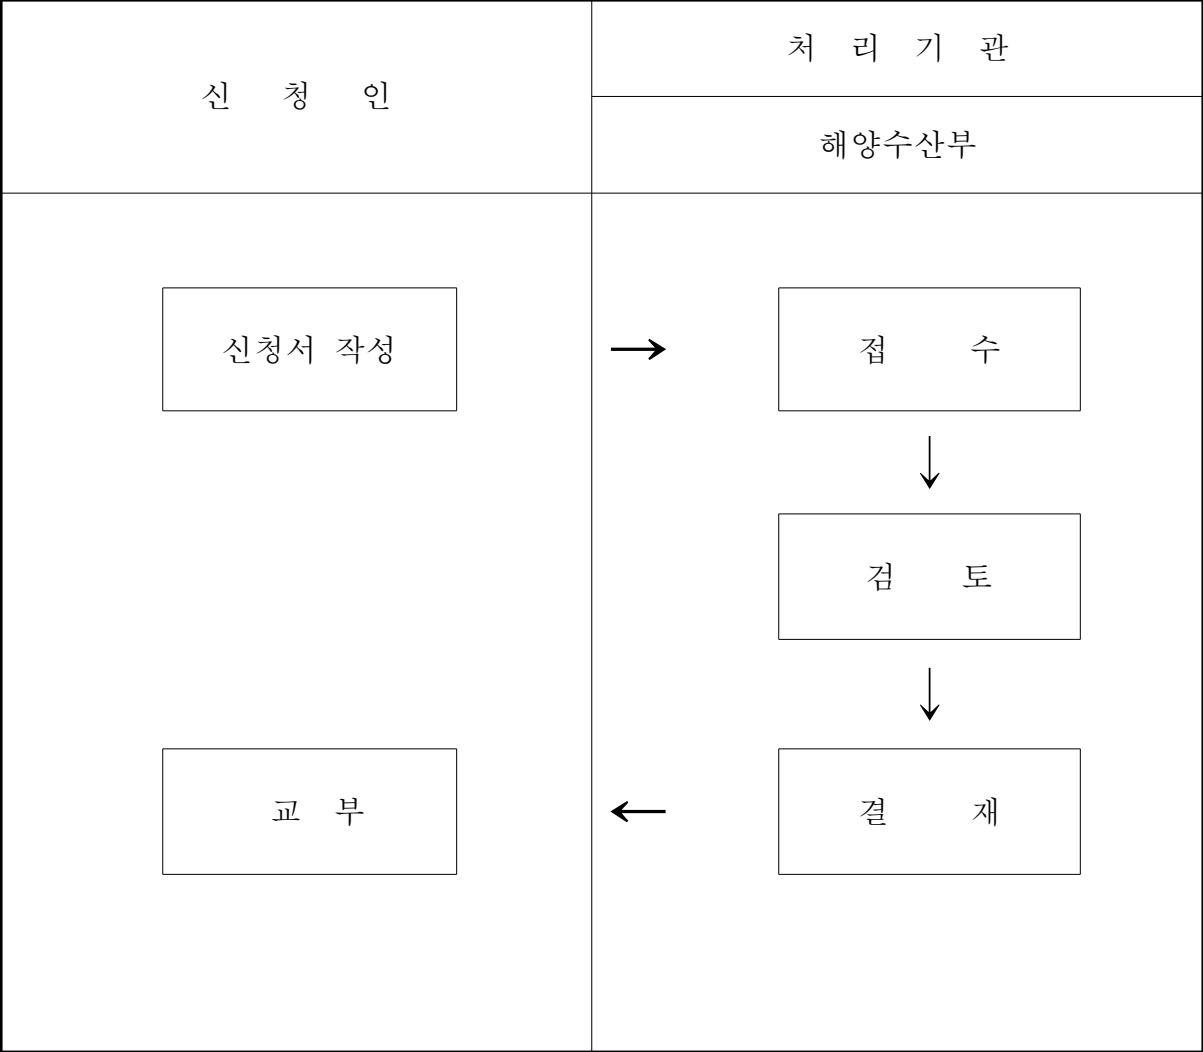 신 청 인
처 리 기 관
해양수산부
신청서 작성
접 수
검 토
교 부
결 재